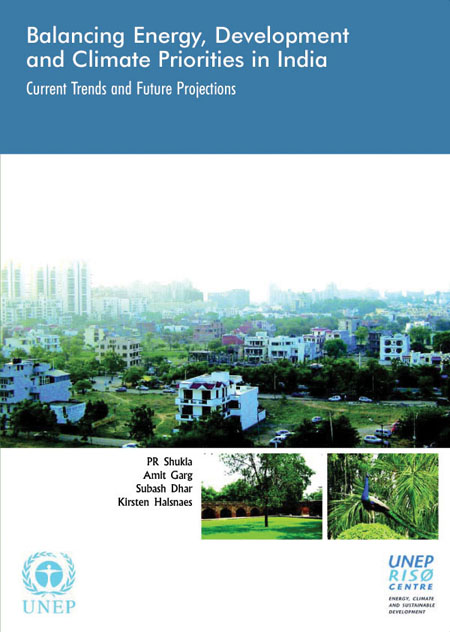 Balancing Energy, Development
and Climate Priorities in India
Current Trends and Future Projections
PR Shukla
Amit Garg
Subash Dhar
Kirsten Halsnaes
UNEP
UNEP
RISØ
CENTRE
ENERGY, CLIMATE
AND SUSTAINABLE
DEVELOPMENT